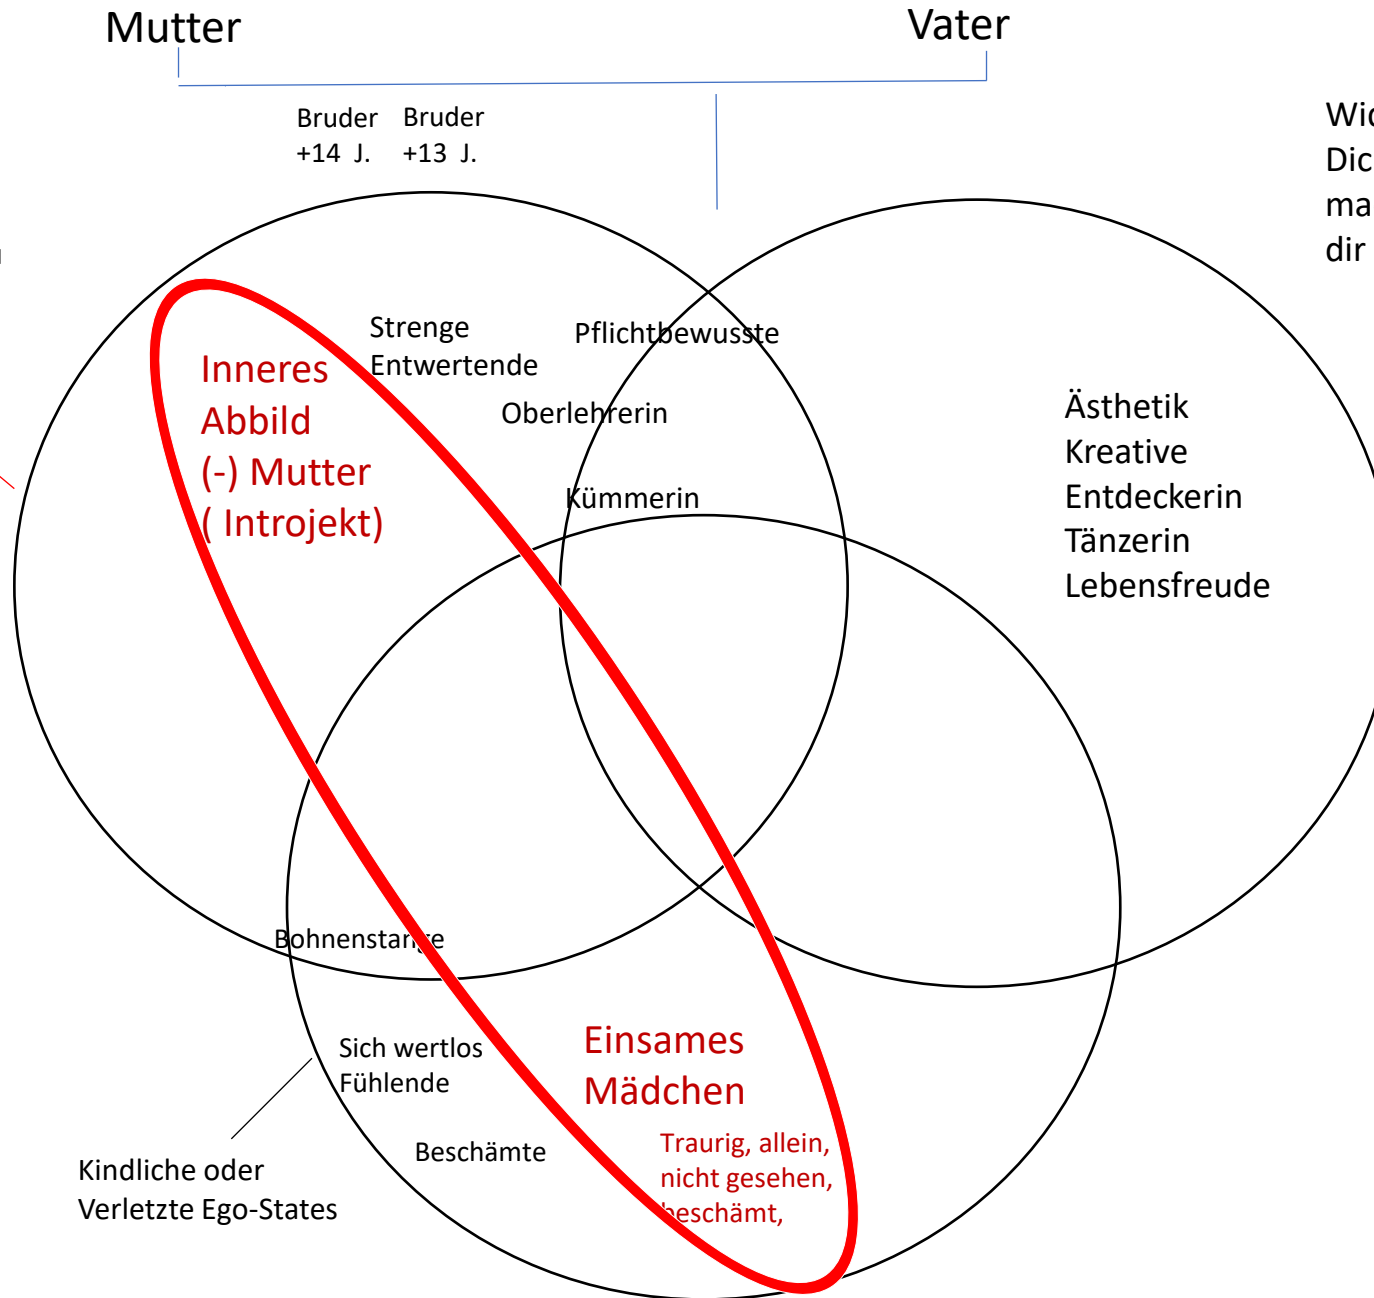 Mutter
Vater
Bruder
+14 J.
Bruder
+13 J.
dir
Strenge
Entwertende
Pflichtbewusste
Oberlehrerin
Kümmerin
Inneres
Abbild
(-) Mutter
( Introjekt)
Ästhetik
Kreative
Entdeckerin
Tänzerin
Lebensfreude
Bohnenstange
Sich wertlos
Fühlende
Beschämte
Einsames
Mädchen
Traurig, allein,
nicht gesehen,
beschämt,
Kindliche oder
Verletzte Ego-States